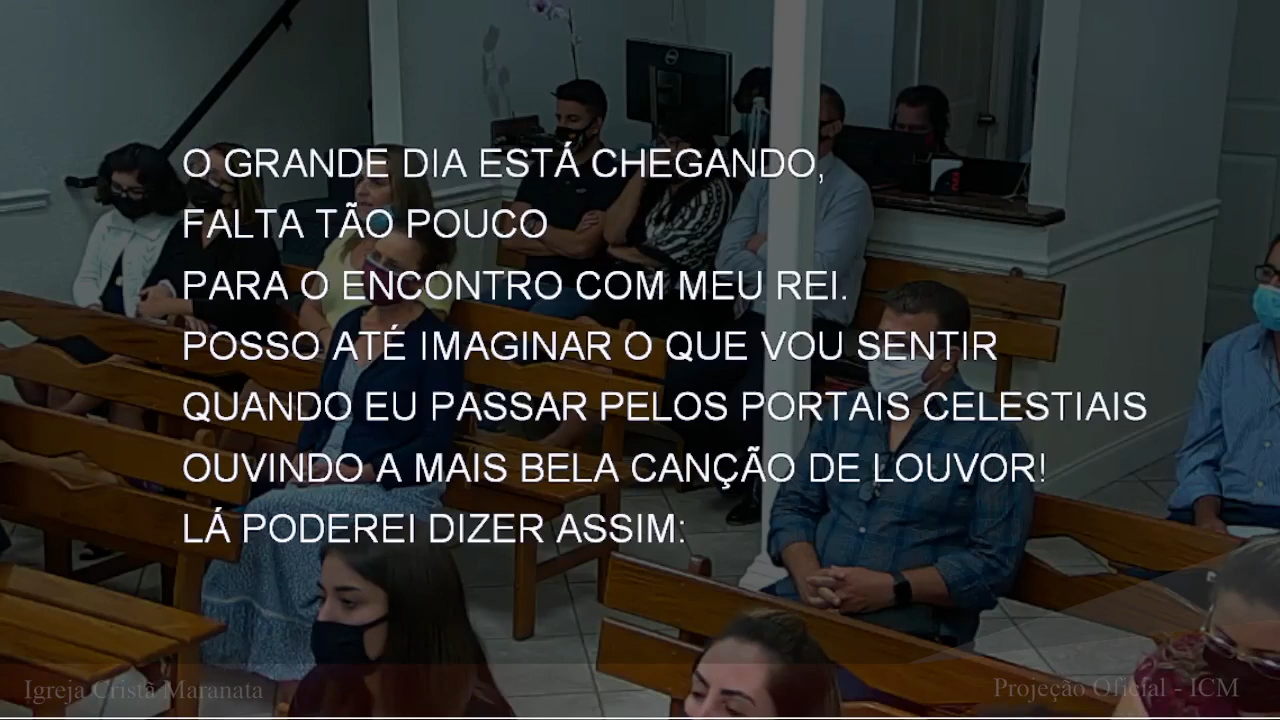 O GRANDE DIA ESTÁ CHEGANDO,
FALTA TÃO POUCO
PARA O ENCONTRO COM MEU REI.
POSSO ATÉ IMAGINAR O QUE VOU SENTIR
QUANDO EU PASSAR PELOS PORTAIS CELESTIAIS
OUVINDO A MAIS BELA CANÇÃO DE LOUVOR!
LÁ PODEREI DIZER ASSIM:
Igreja Cristã Maranata
Projeção Oficial - ICM